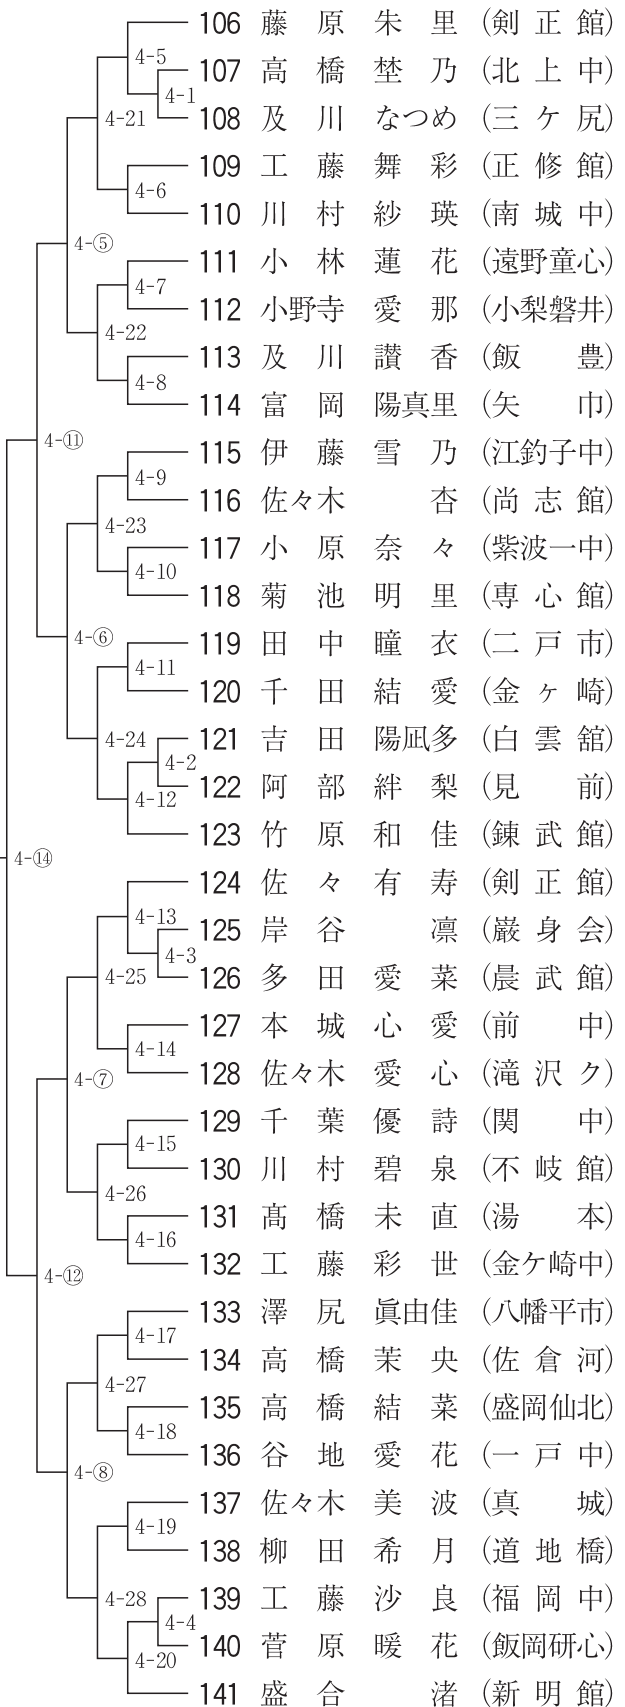 106 藤原朱里 (剣正館)
4-5
107 高橋埜乃 (北上中)
4-1
4-21
108 及川なつめ (三ケ尻)
109 工藤舞彩 (正修館)
4-6
110 川村紗瑛 (南城中)
4-⑤
111 小林蓮花 (遠野童心)
4-7
112 小野寺愛那 (小梨磐井)
4-22
113 及川讃香 (飯豊)
4-8
114 富岡陽真里 (矢巾)
4-⑪
115 伊藤雪乃 (江釣子中)
4-9
116 佐々木杏 (尚志館)
4-23
117 小原奈々 (紫波一中)
4-10
118 菊池明里 (専心館)
4-⑥
119 田中瞳衣 (二戸市)
4-11
120 千田結愛 (金ヶ崎)
4-24
121 吉田陽凪多 (白雲舘)
4-2
122 阿部絆梨 (見前)
4-12
123 竹原和佳 (錬武館)
4-⑭
124 佐々有寿 (剣正館)
4-13
125 岸谷凛 (厳身会)
4-3
4-25
126 多田愛菜 (晨武館)
127 本城心愛 (前中)
4-14
128 佐々木愛心 (滝沢ク)
4-⑦
129 千葉優詩 (関中)
4-15
130 川村碧泉 (不岐館)
4-26
131 髙橋未直 (湯本)
4-16
132 工藤彩世 (金ケ崎中)
4-⑫
133 澤尻眞由佳 (八幡平市)
4-17
134 高橋茉央 (佐倉河)
4-27
135 高橋結菜 (盛岡仙北)
4-18
136 谷地愛花 (一戸中)
4-⑧
137 佐々木美波 (真城)
4-19
138 柳田希月 (道地橋)
4-28
139 工藤沙良 (福岡中)
4-4
140 菅原暖花 (飯岡研心)
4-20
141 盛合渚 (新明館)